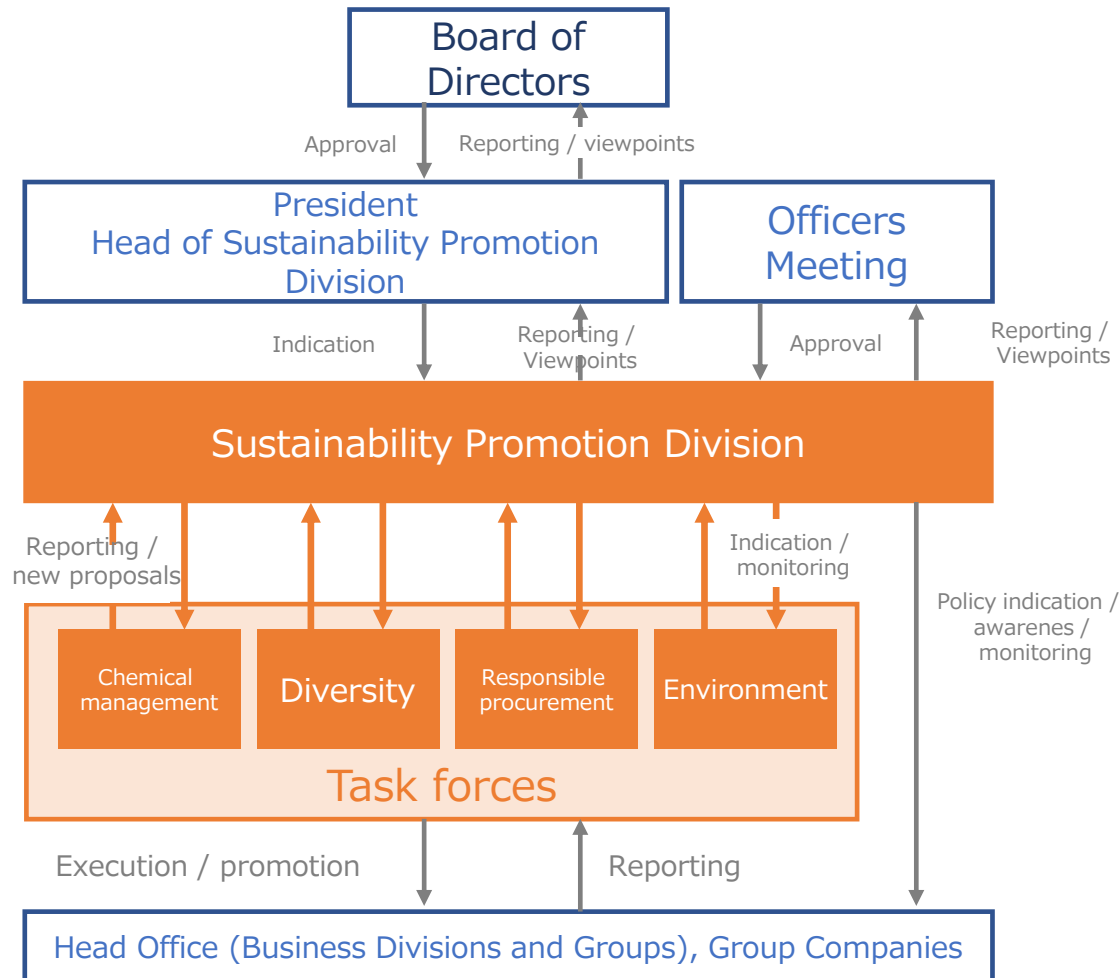 Board of
Directors
Approval
Reporting / viewpoints
President
Head of Sustainability Promotion
Division
Officers
Meeting
Indication
Reporting /
Viewpoints
Approval
Reporting /
Viewpoints
Sustainability Promotion Division
Reporting /
new proposals
Indication /
monitoring
Policy indication /
awarenes /
monitoring
Chemical
management
Diversity
Responsible
procurement
Environment
Task forces
Execution / promotion
Reporting
Head Office (Business Divisions and Groups), Group Companies